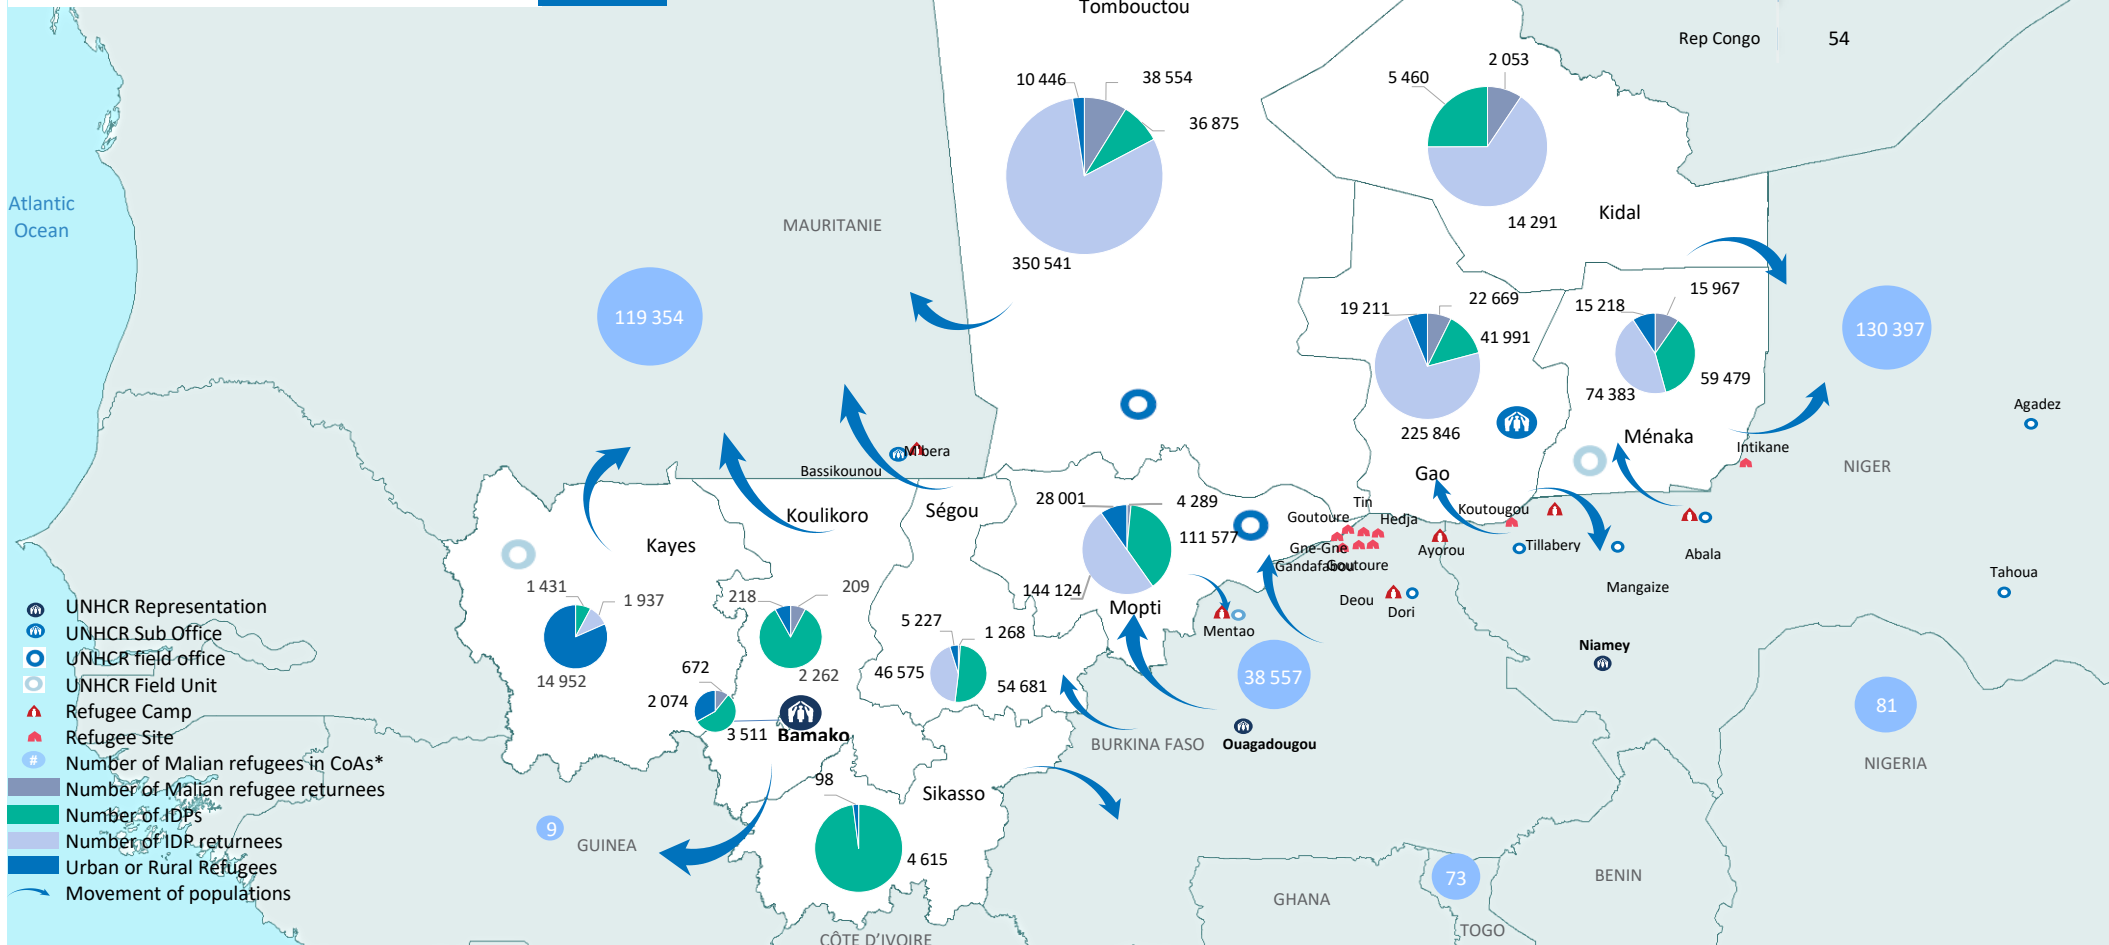 Tombouctou
Rep Congo 54
10 446
38 554
36 875
350 541
5 460
2 053
14 291
Kidal
Atlantic
Ocean
MAURITANIE
119 354
19 211
22 669
41 991
225 846
Gao
15 218
15 967
59 479
74 383
Ménaka
130 397
Agadez
Intikane
NIGER
Bassikounou
M'bera
Kayes
Koulikoro
Ségou
28 001
4 289
111 577
144 124
Mopti
Tin
Goutoure
Hedja
Koutougou
Gne-Gne
Gandafabou
Goutoure
Ayorou
Tillabery
Abala
Mangaize
Tahoua
Deou
Dori
Mentao
Niamey
1 431
1 937
14 952
218
209
2 262
672
2 074
3 511
Bamako
5 227
1 268
46 575
54 681
38 557
BURKINA FASO
Ouagadougou
81
NIGERIA
98
Sikasso
4 615
9
GUINEA
73
GHANA
BENIN
TOGO
CÔTE D'IVOIRE
UNHCR Representation
UNHCR Sub Office
UNHCR field office
UNHCR Field Unit
Refugee Camp
Refugee Site
# Number of Malian refugees in CoAs*
Number of Malian refugee returnees
Number of IDPs
Number of IDP returnees
Urban or Rural Refugees
Movement of populations